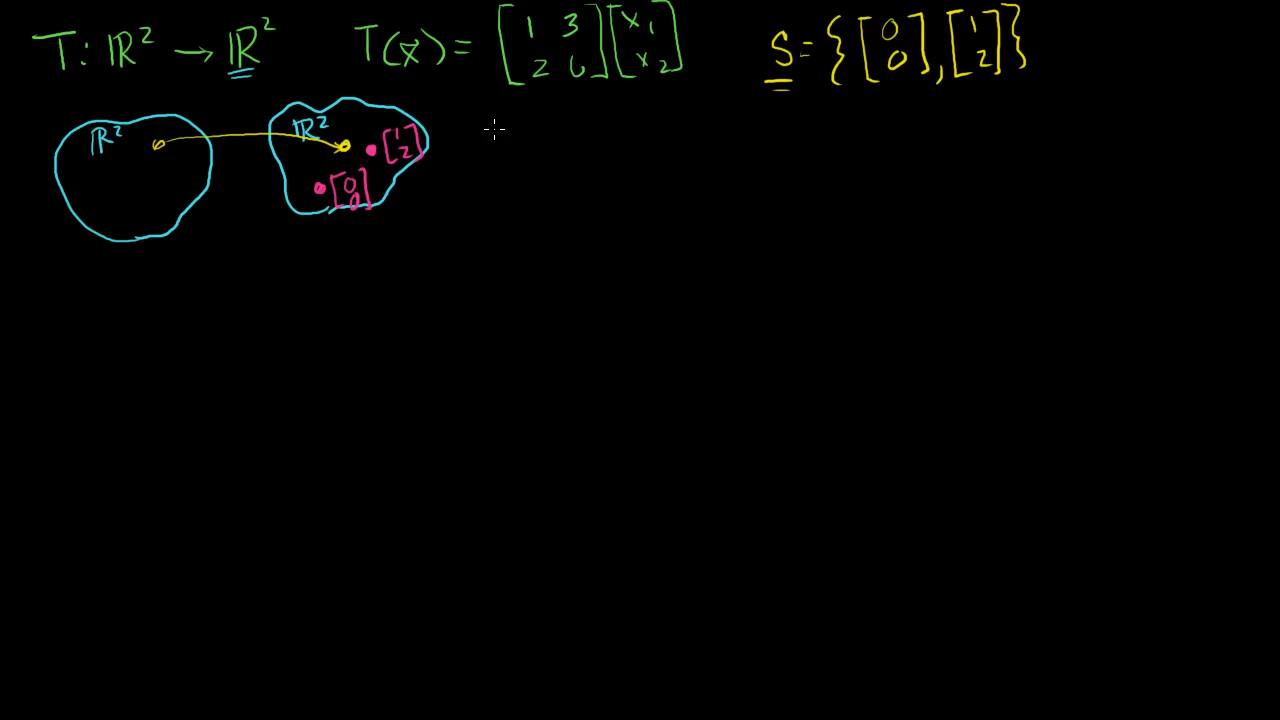 T: ℝ² → ℝ² T(x⃗) = [1 3; 2 6] [x₁; x₂] S = { [0; 0], [1; 2] }
ℝ² ℝ² [1; 2]
[0; 0]